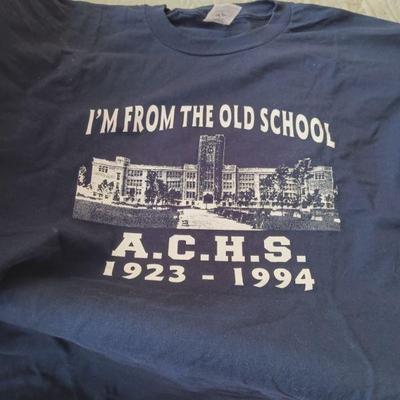 I'M FROM THE OLD SCHOOL
A.C.H.S.
1923 - 1994